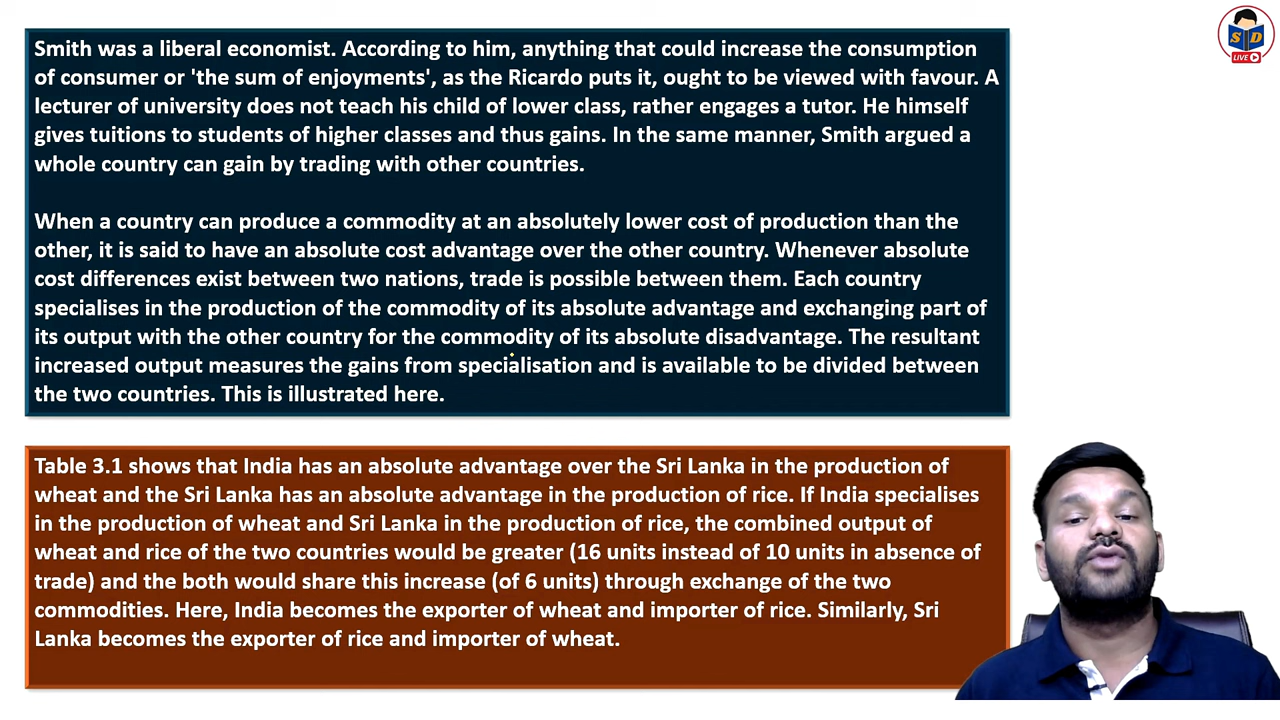 Smith was a liberal economist. According to him, anything that could increase the consumption
of consumer or 'the sum of enjoyments', as the Ricardo puts it, ought to be viewed with favour. A
lecturer of university does not teach his child of lower class, rather engages a tutor. He himself
gives tuitions to students of higher classes and thus gains. In the same manner, Smith argued a
whole country can gain by trading with other countries.
When a country can produce a commodity at an absolutely lower cost of production than the
other, it is said to have an absolute cost advantage over the other country. Whenever absolute
cost differences exist between two nations, trade is possible between them. Each country
specialises in the production of the commodity of its absolute advantage and exchanging part of
its output with the other country for the commodity of its absolute disadvantage. The resultant
increased output measures the gains from specialisation and is available to be divided between
the two countries. This is illustrated here.
Table 3.1 shows that India has an absolute advantage over the Sri Lanka in the production of
wheat and the Sri Lanka has an absolute advantage in the production of rice. If India specialises
in the production of wheat and Sri Lanka in the production of rice, the combined output of
wheat and rice of the two countries would be greater (16 units instead of 10 units in absence of
trade) and the both would share this increase (of 6 units) through exchange of the two
commodities. Here, India becomes the exporter of wheat and importer of rice. Similarly, Sri
Lanka becomes the exporter of rice and importer of wheat.
S D
LIVE